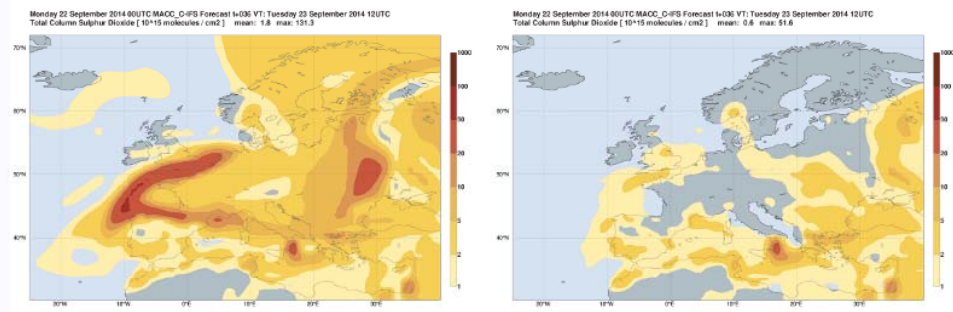 Monday 22 September 2014 00UTC MACC_C-IFS Forecast t+036 VT: Tuesday 23 September 2014 12UTC
Total Column Sulphur Dioxide [ 10^15 molecules / cm2 ] mean: 1.8 max: 131.3
70°N
60°N
50°N
40°N
20°W
10°W
0°E
10°E
20°E
30°E
1000
100
50
20
10
5
2
1
Monday 22 September 2014 00UTC MACC_C-IFS Forecast t+036 VT: Tuesday 23 September 2014 12UTC
Total Column Sulphur Dioxide [ 10^15 molecules / cm2 ] mean: 0.6 max: 51.6
70°N
60°N
50°N
40°N
20°W
10°W
0°E
10°E
20°E
30°E
1000
100
50
20
10
5
2
1